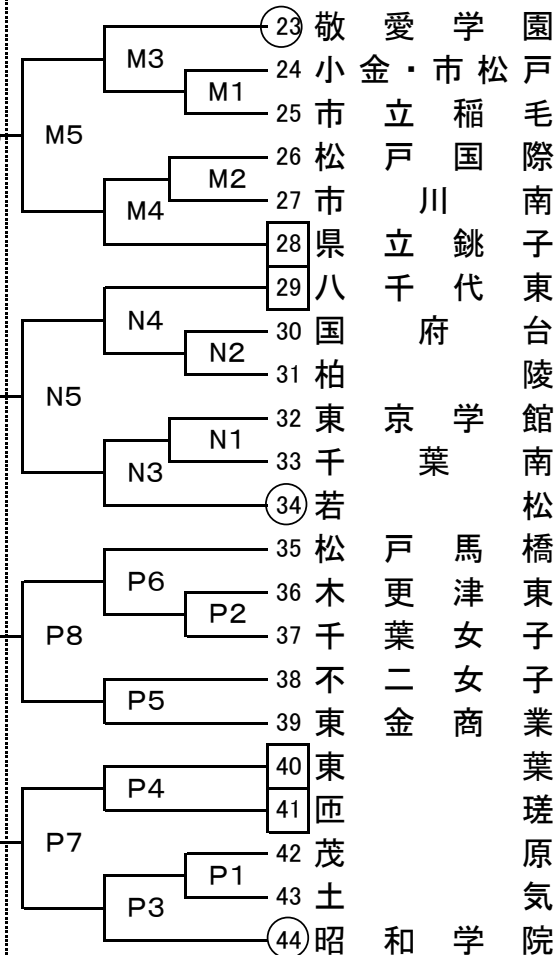 23 敬愛学園
M3
24 小金・市松戸
M1
25 市立稲毛
M5
26 松戸国際
M2
27 市川南
M4
28 県立銚子
29 八千代東
N4
30 国府台
N2
31 柏陵
N5
32 東京学館
N1
33 千葉南
N3
34 若松
35 松戸馬橋
P6
36 木更津東
P2
37 千葉女子
P8
38 不二女子
P5
39 東金商業
40 東葉
P4
41 匝瑳
P7
42 茂原
P1
43 土気
P3
44 昭和学院